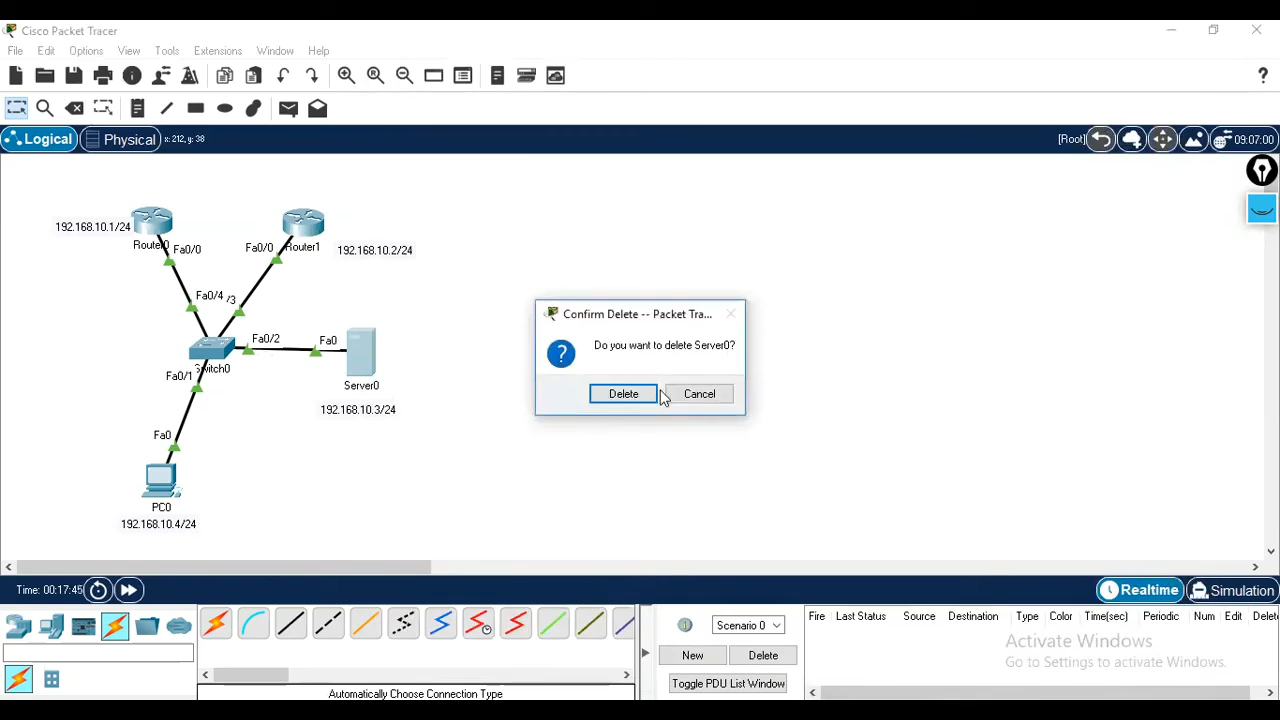 Cisco Packet Tracer
File Edit Options View Tools Extensions Window Help
Logical Physical x: 212, y: 38 [Root] 09:07:00
192.168.10.1/24
Router0
Fa0/0
Fa0/0
Router1
192.168.10.2/24
Fa0/4
/3
Fa0/2
Fa0
Switch0
Fa0/1
Server0
192.168.10.3/24
Fa0
PC0
192.168.10.4/24
Confirm Delete -- Packet Tra...
Do you want to delete Server0?
Delete Cancel
Time: 00:17:45
Realtime Simulation
Scenario 0
New Delete
Toggle PDU List Window
Automatically Choose Connection Type
Fire Last Status Source Destination Type Color Time(sec) Periodic Num Edit Delet
Activate Windows
Go to Settings to activate Windows.